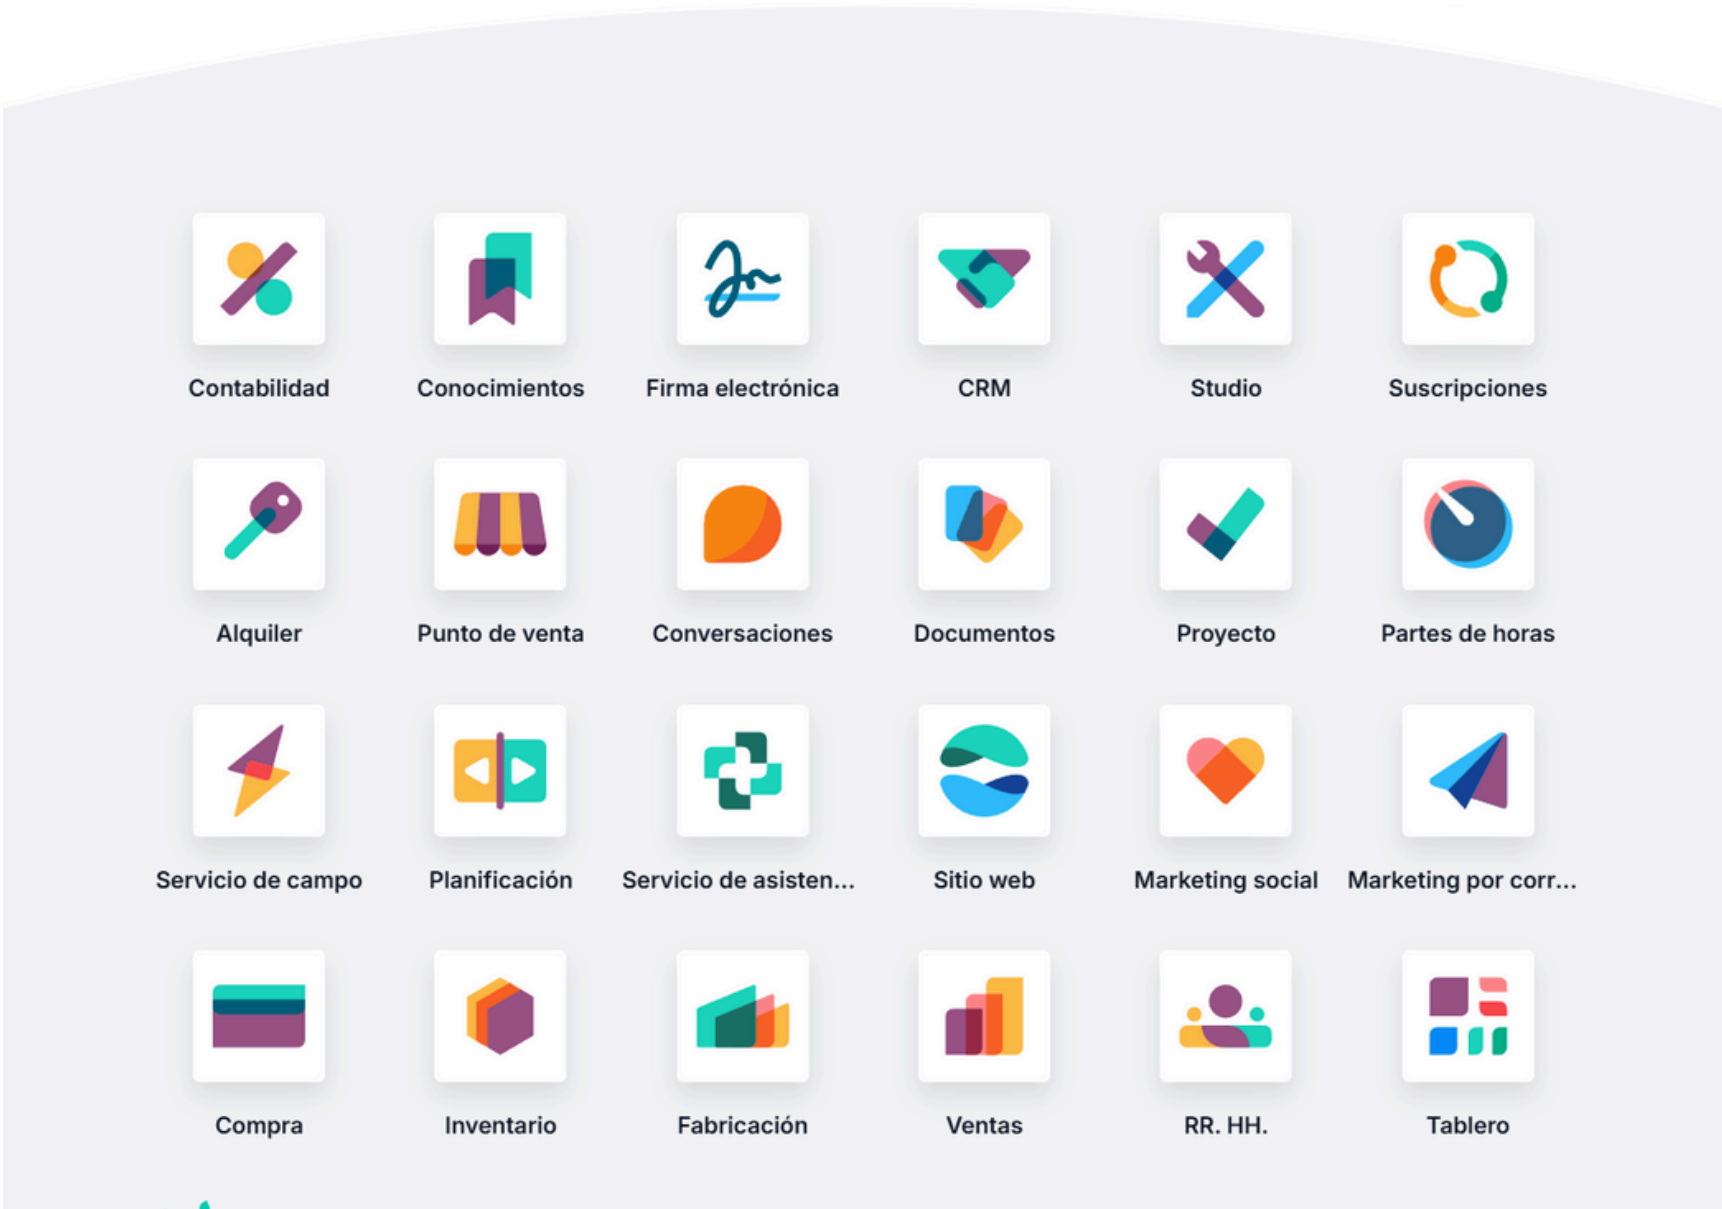 Contabilidad
Conocimientos
Firma electrónica
CRM
Studio
Suscripciones
Alquiler
Punto de venta
Conversaciones
Documentos
Proyecto
Partes de horas
Servicio de campo
Planificación
Servicio de asisten...
Sitio web
Marketing social
Marketing por corr...
Compra
Inventario
Fabricación
Ventas
RR. HH.
Tablero